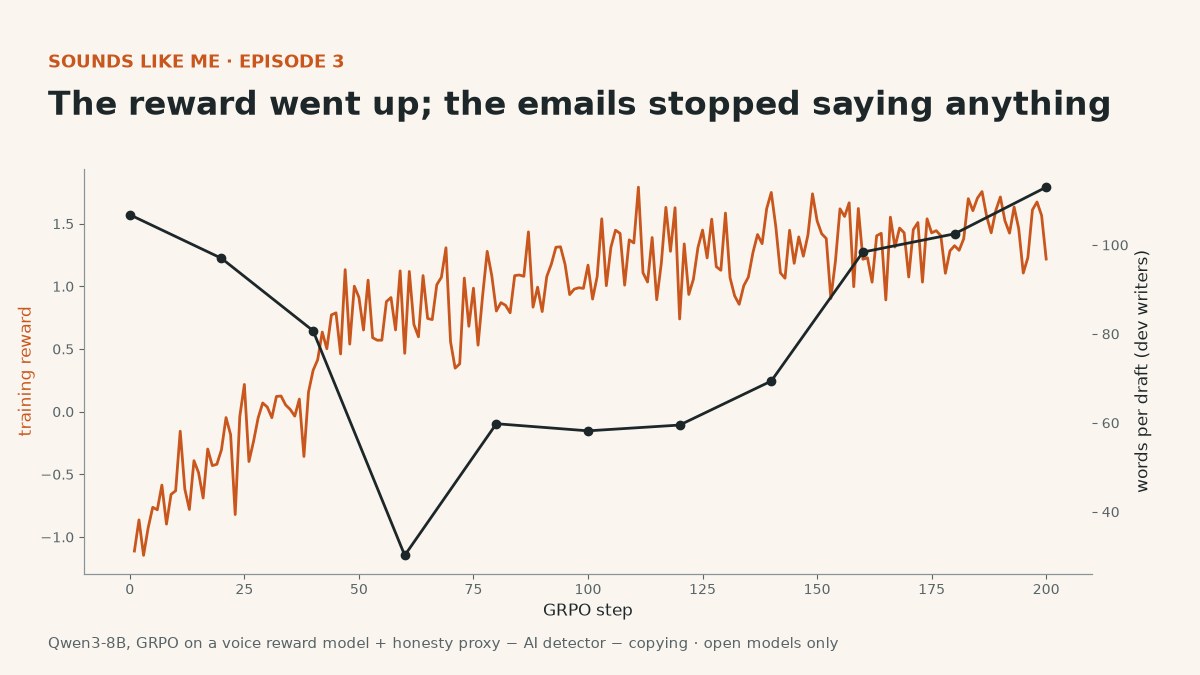 SOUNDS LIKE ME · EPISODE 3
The reward went up; the emails stopped saying anything
training reward
1.5
1.0
0.5
0.0
−0.5
−1.0
100
80
60
40
words per draft (dev writers)
0 25 50 75 100 125 150 175 200
GRPO step
Qwen3-8B, GRPO on a voice reward model + honesty proxy − AI detector − copying · open models only